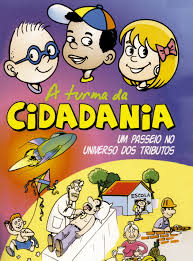 A turma da
CIDADANIA
UM PASSEIO NO
UNIVERSO DOS TRIBUTOS
ESCOLA